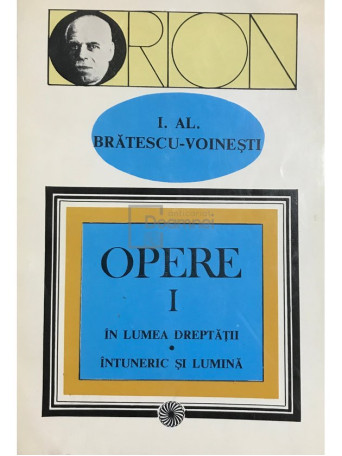 ORION
I. AL.
BRĂTESCU-VOINEȘTI
OPERE
I
ÎN LUMEA DREPTĂȚII
•
ÎNTUNERIC ȘI LUMINĂ